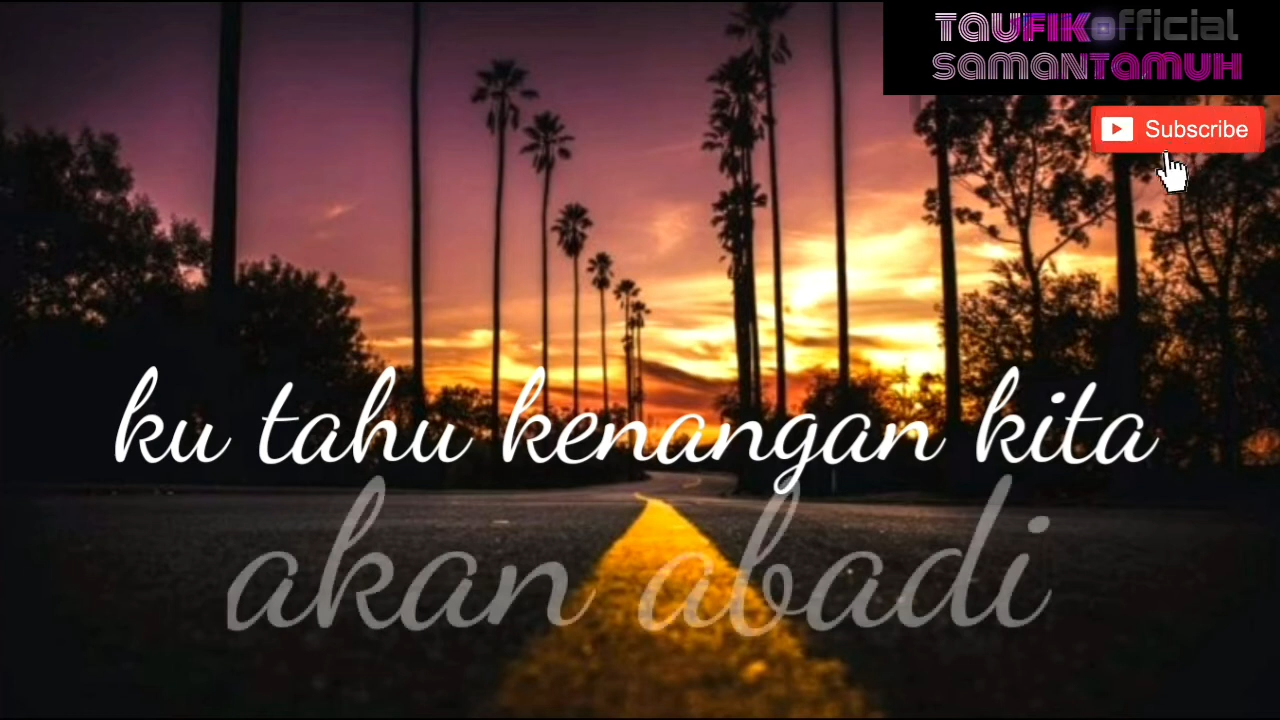 TAUFIKofficial
SAMANTAMUH
Subscribe
ku tahu kenangan kita
akan abadi